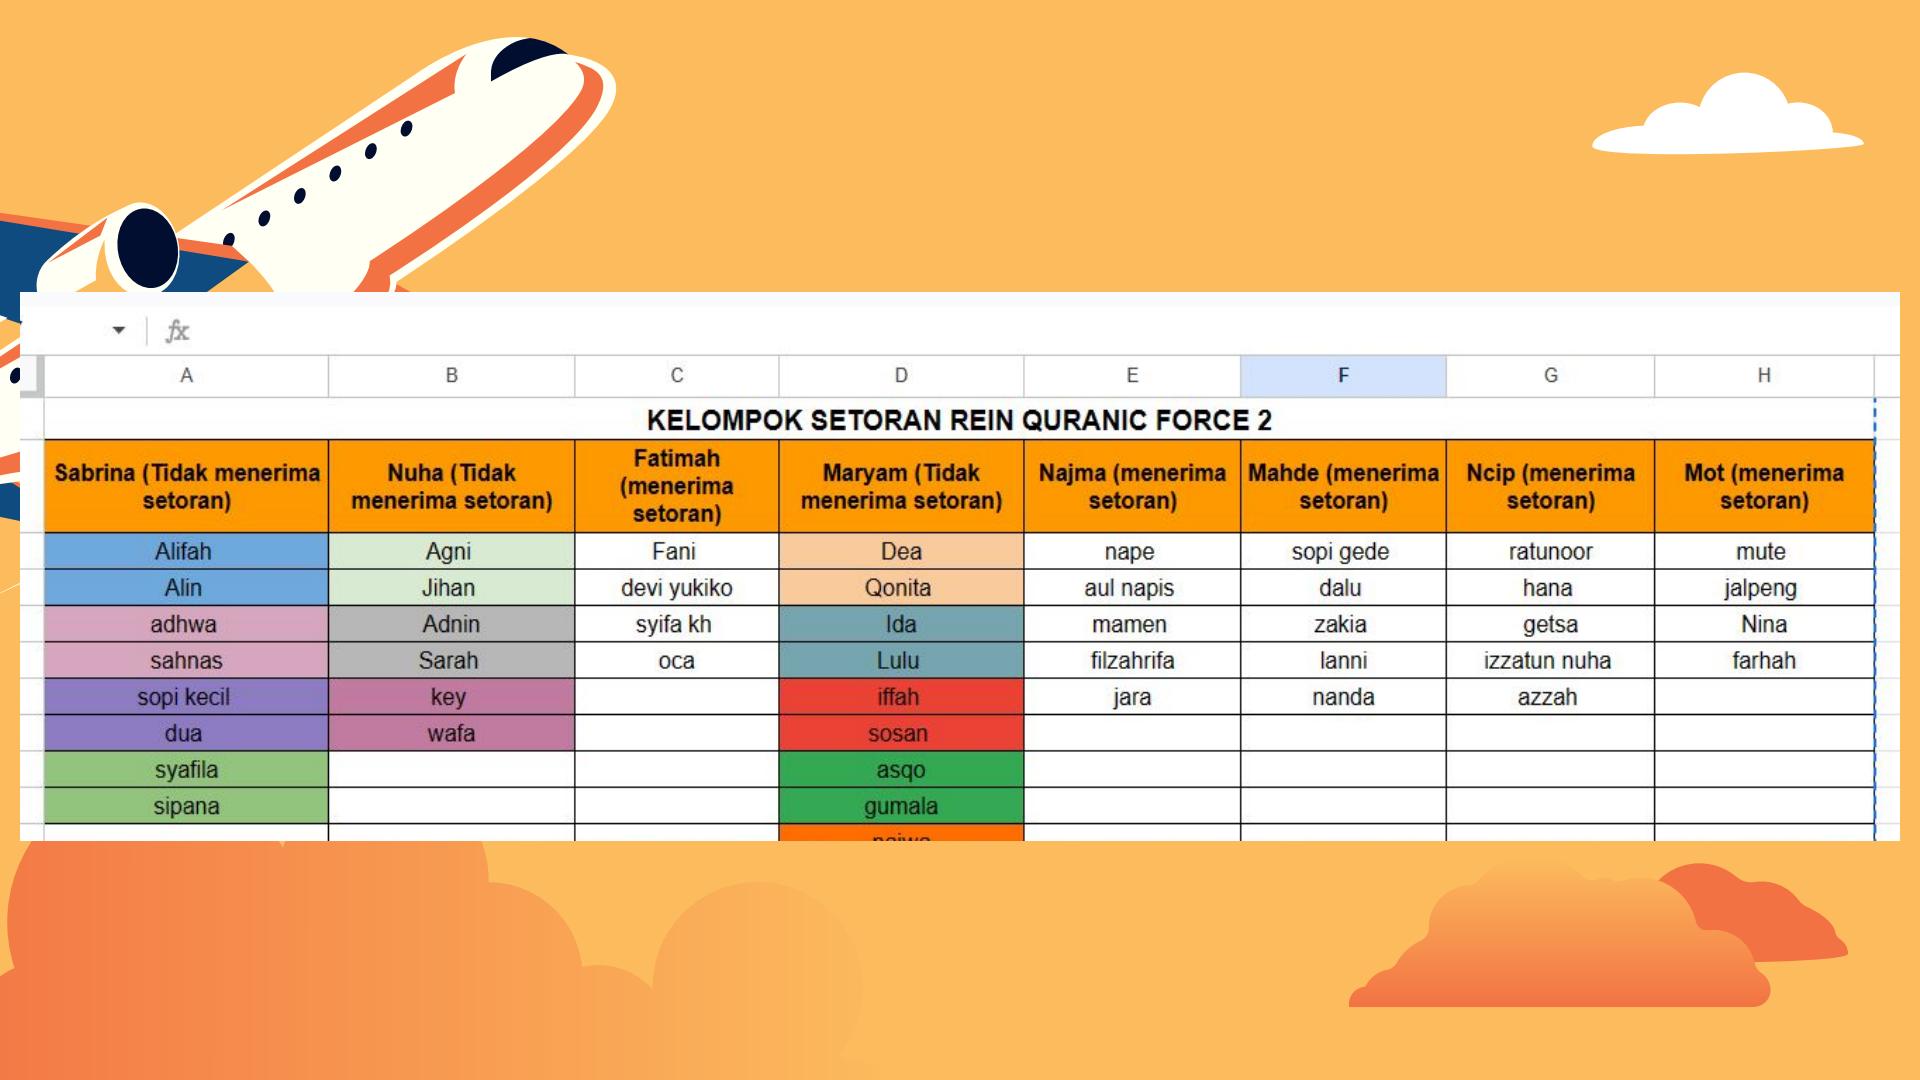 fx
A B C D E F G H
KELOMPOK SETORAN REIN QURANIC FORCE 2
Sabrina (Tidak menerima setoran) Nuha (Tidak menerima setoran) Fatimah (menerima setoran) Maryam (Tidak menerima setoran) Najma (menerima setoran) Mahde (menerima setoran) Ncip (menerima setoran) Mot (menerima setoran)
Alifah Agni Fani Dea nape sopi gede ratunoor mute
Alin Jihan devi yukiko Qonita aul napis dalu hana jalpeng
adhwa Adnin syifa kh Ida mamen zakia getsa Nina
sahnas Sarah oca Lulu filzahrifa lanni izzatun nuha farhah
sopi kecil key iffah jara nanda azzah
dua wafa sosan
syafila asqo
sipana gumala